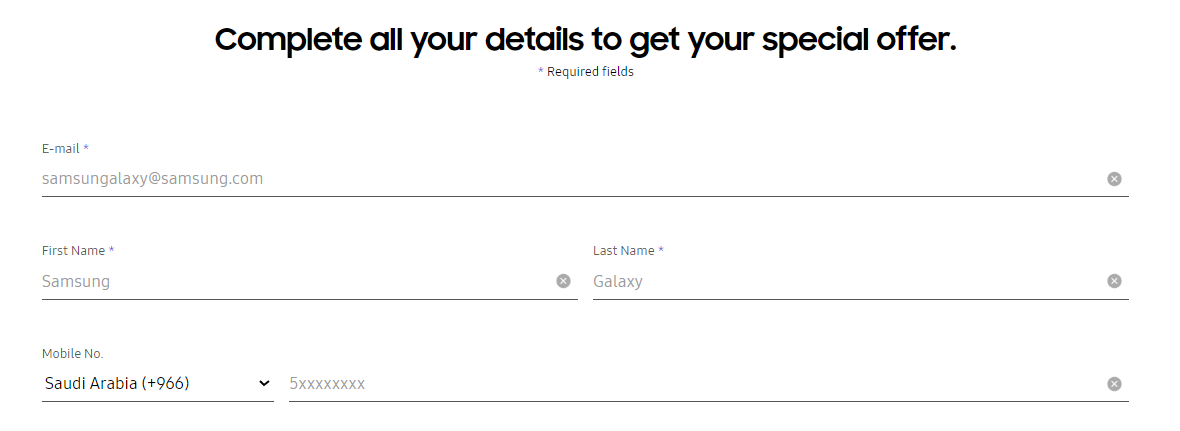 Complete all your details to get your special offer.
* Required fields
E-mail *
samsungalaxy@samsung.com
First Name *
Last Name *
Samsung
Galaxy
Mobile No.
Saudi Arabia (+966)
5xxxxxxxx